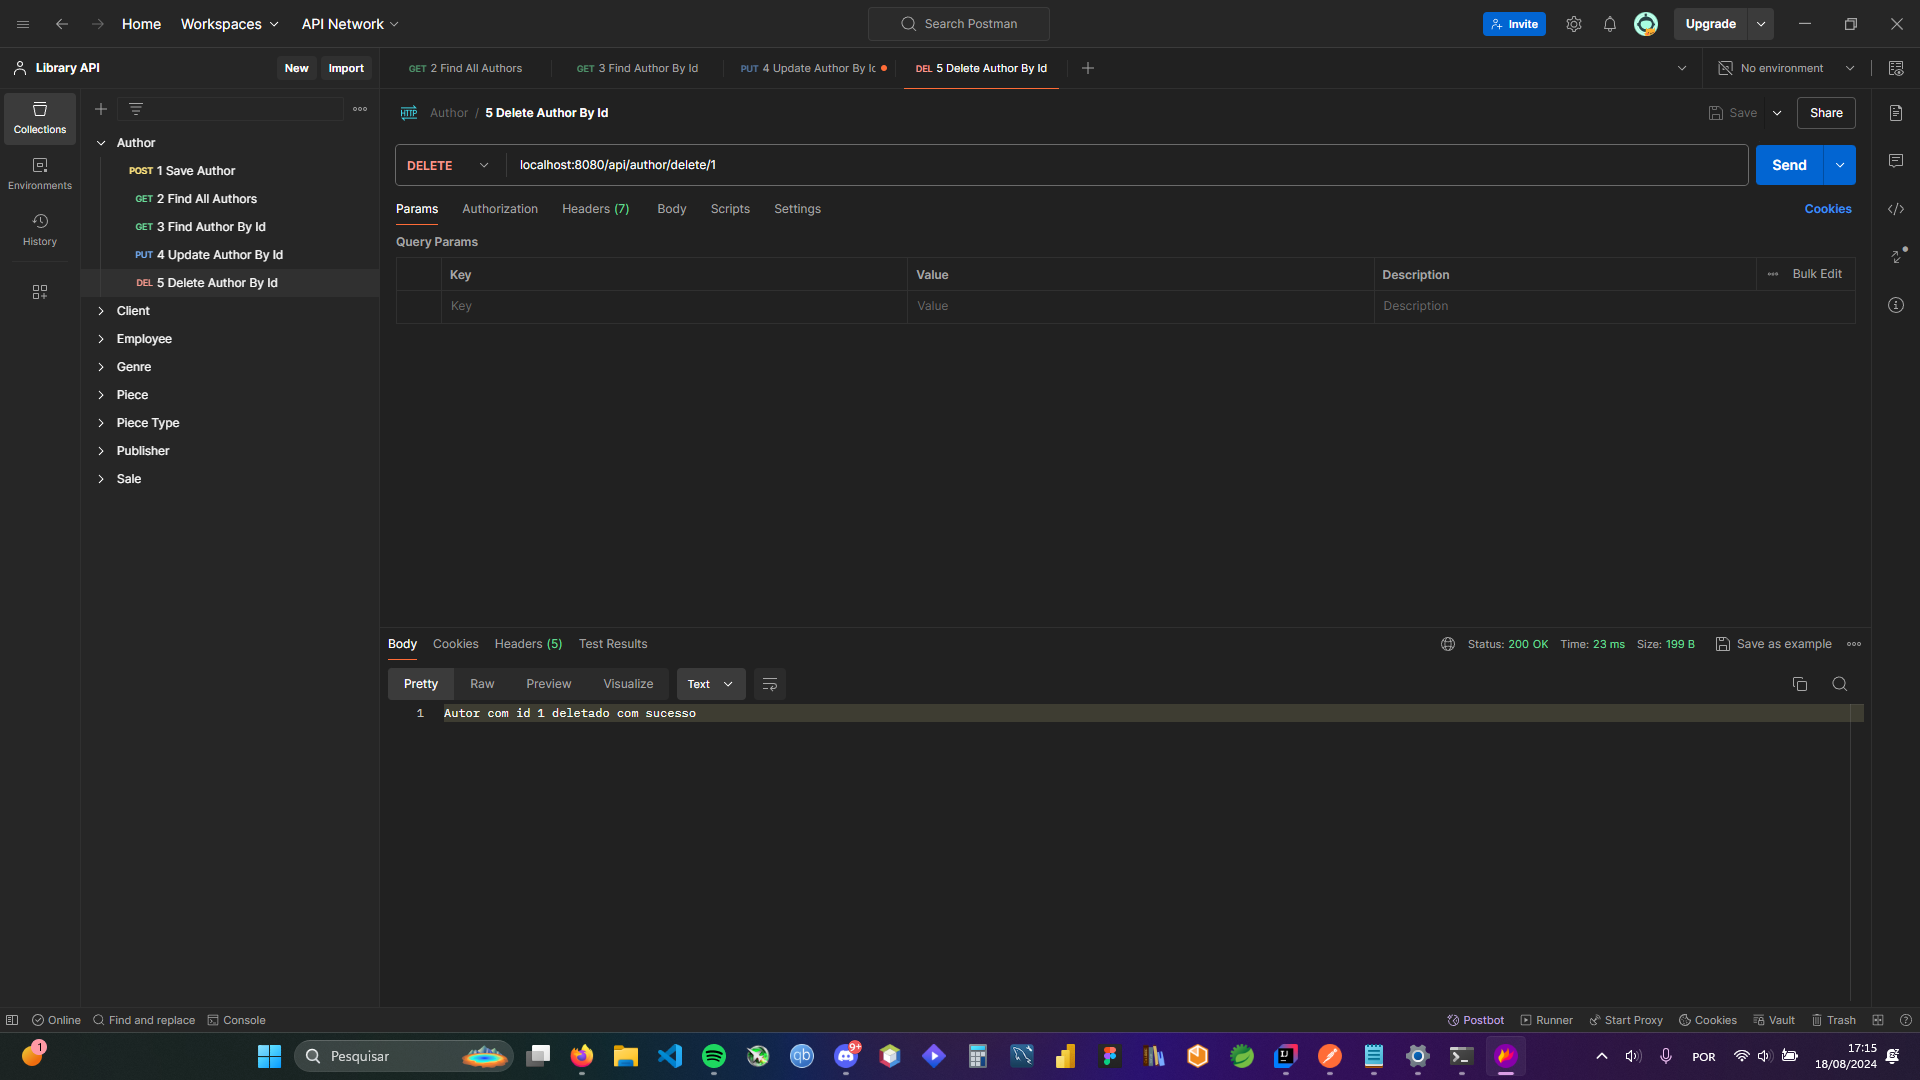 Home
Workspaces
API Network
Search Postman
Invite
Upgrade
Library API
New
Import
GET 2 Find All Authors
GET 3 Find Author By Id
PUT 4 Update Author By Ic
DEL 5 Delete Author By Id
No environment
Collections
Environments
History
Author
POST 1 Save Author
GET 2 Find All Authors
GET 3 Find Author By Id
PUT 4 Update Author By Id
DEL 5 Delete Author By Id
Client
Employee
Genre
Piece
Piece Type
Publisher
Sale
HTTP Author / 5 Delete Author By Id
Save
Share
DELETE
localhost:8080/api/author/delete/1
Send
Params
Authorization
Headers (7)
Body
Scripts
Settings
Cookies
Query Params
Key
Value
Description
Bulk Edit
Key
Value
Description
Body
Cookies
Headers (5)
Test Results
Status: 200 OK
Time: 23 ms
Size: 199 B
Save as example
Pretty
Raw
Preview
Visualize
Text
1 Autor com id 1 deletado com sucesso
Online
Find and replace
Console
Postbot
Runner
Start Proxy
Cookies
Vault
Trash
1
Pesquisar
qb
9+
IJ
POR
17:15
18/08/2024